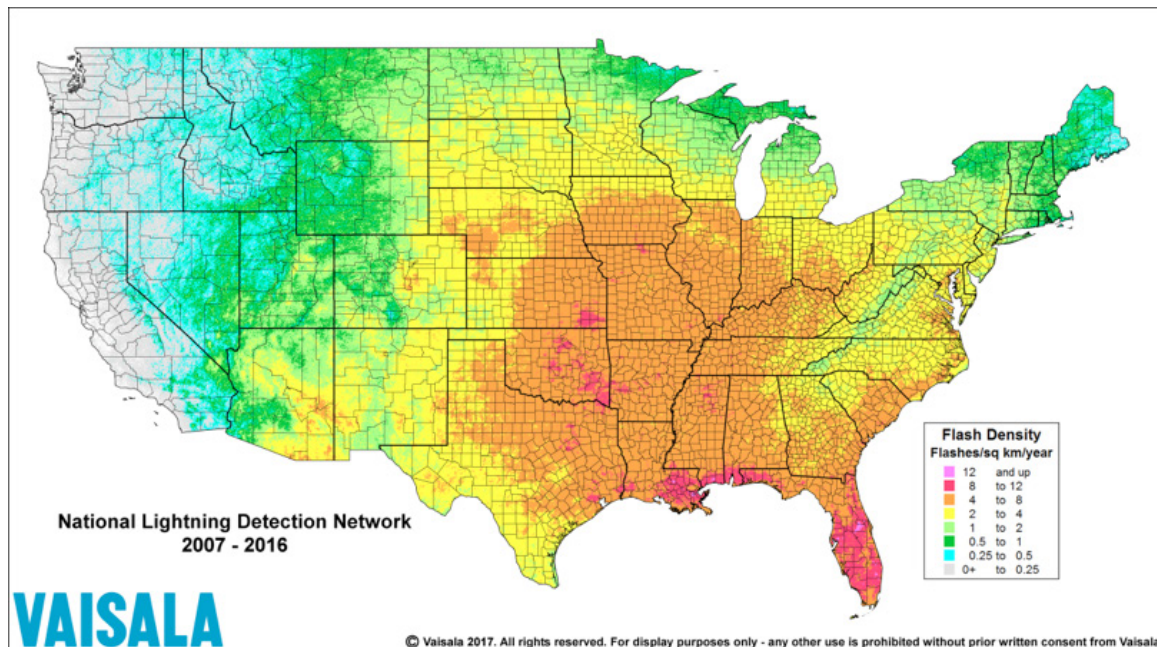 National Lightning Detection Network
2007 - 2016
Flash Density
Flashes/sq km/year
12 and up
8 to 12
4 to 8
2 to 4
1 to 2
0.5 to 1
0.25 to 0.5
0+ to 0.25
VAISALA
© Vaisala 2017. All rights reserved. For display purposes only - any other use is prohibited without prior written consent from Vaisala